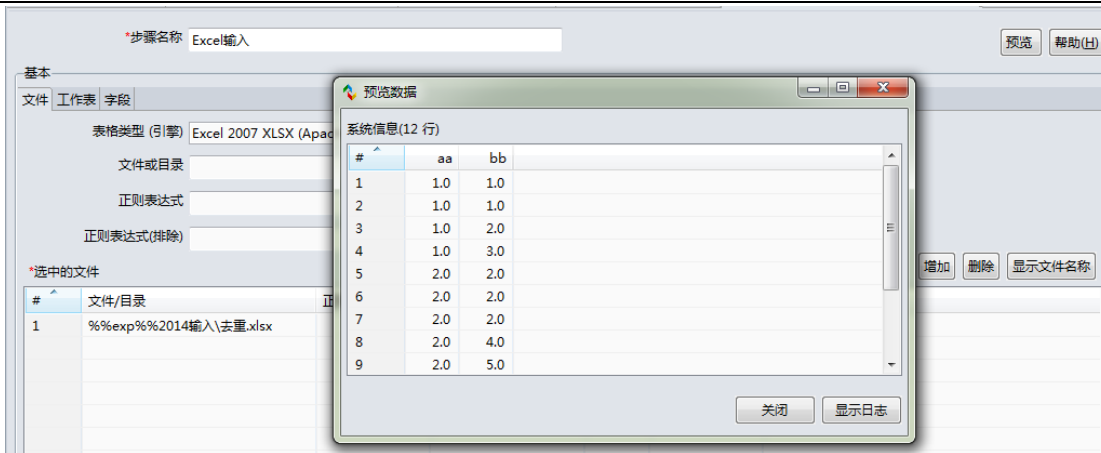 *步骤名称 Excel输入 预览 帮助(H)
基本
文件 工作表 字段
表格类型 (引擎) Excel 2007 XLSX (Apac
文件或目录
正则表达式
正则表达式(排除)
*选中的文件 增加 删除 显示文件名称
# 文件/目录 正
1 %%exp%%2014输入\去重.xlsx
预览数据
系统信息(12 行)
# aa bb
1 1.0 1.0
2 1.0 1.0
3 1.0 2.0
4 1.0 3.0
5 2.0 2.0
6 2.0 2.0
7 2.0 2.0
8 2.0 4.0
9 2.0 5.0
关闭 显示日志